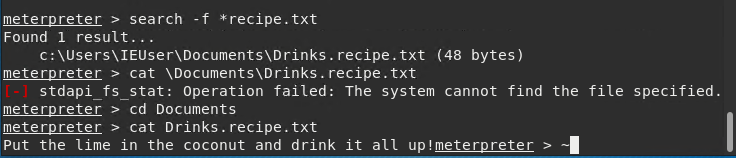 meterpreter > search -f *recipe.txt
Found 1 result...
    c:\Users\IEUser\Documents\Drinks.recipe.txt (48 bytes)
meterpreter > cat \Documents\Drinks.recipe.txt
[-] stdapi_fs_stat: Operation failed: The system cannot find the file specified.
meterpreter > cd Documents
meterpreter > cat Drinks.recipe.txt
Put the lime in the coconut and drink it all up!meterpreter > ~